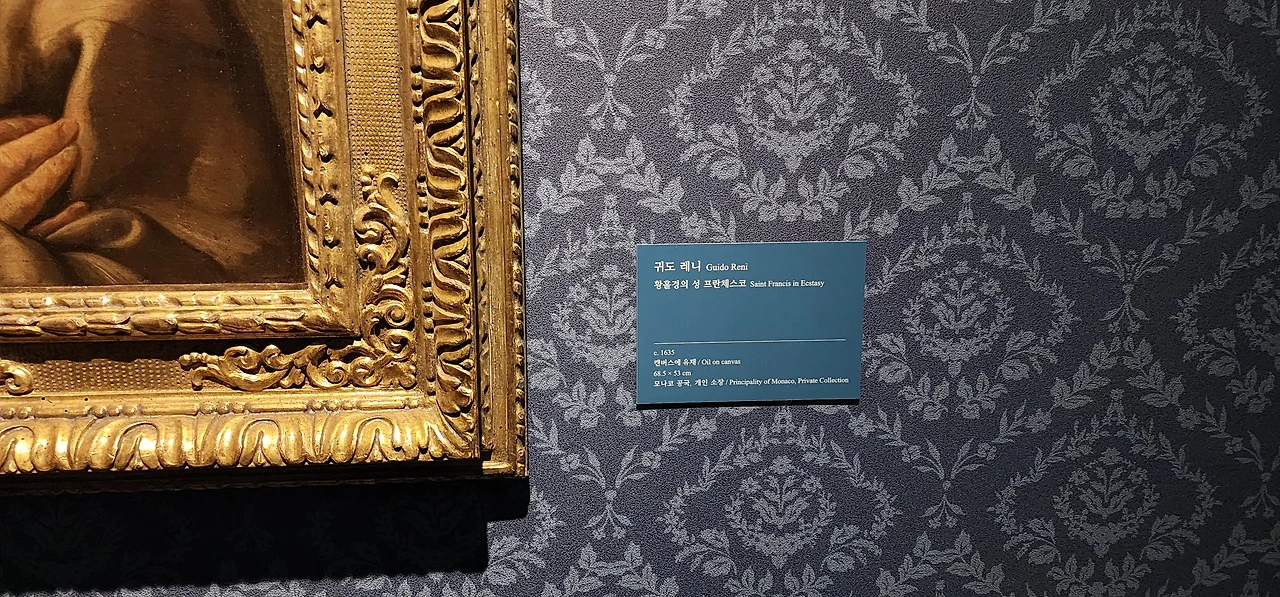 귀도 레니 Guido Reni
황홀경의 성 프란체스코 Saint Francis in Ecstasy
c. 1635
캔버스에 유채 / Oil on canvas
68.5 × 53 cm
모나코 공국, 개인 소장 / Principality of Monaco, Private Collection